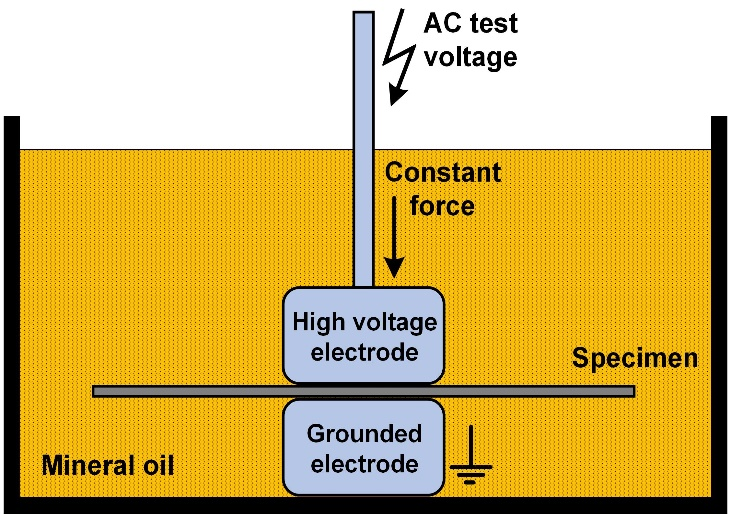 AC test
voltage
Constant
force
High voltage
electrode
Specimen
Grounded
electrode
Mineral oil